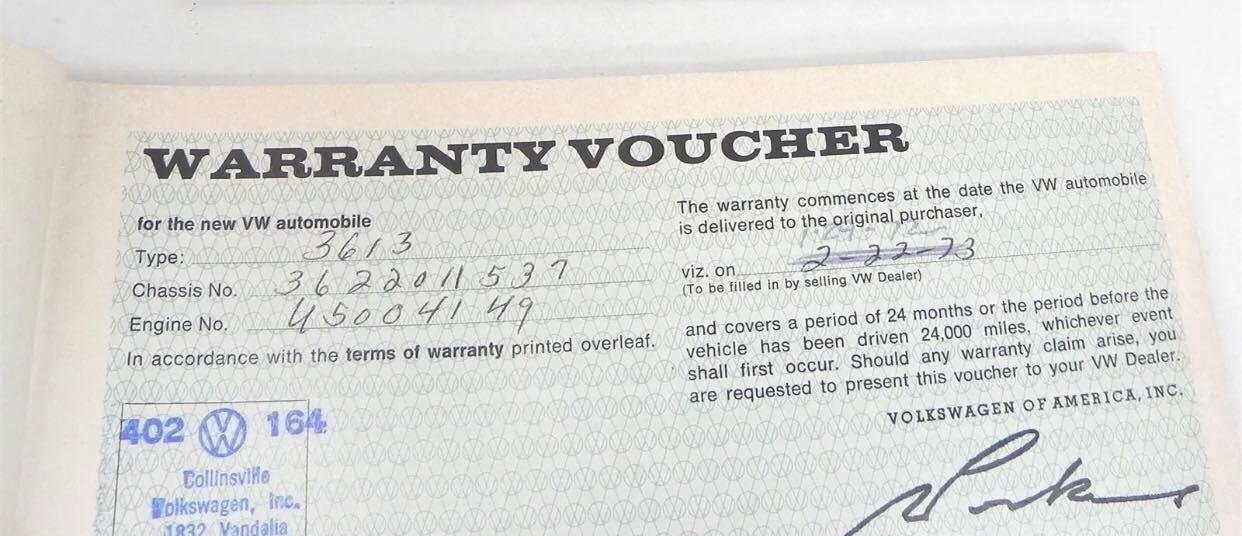 WARRANTY VOUCHER
for the new VW automobile
Type: 3613
Chassis No. 3622011537
Engine No. 450041 49
In accordance with the terms of warranty printed overleaf.
402 164
Collinsville
Volkswagen, Inc.
1832 Vandalia
The warranty commences at the date the VW automobile
is delivered to the original purchaser,
viz. on 2-22-73
(To be filled in by selling VW Dealer)
and covers a period of 24 months or the period before the
vehicle has been driven 24,000 miles, whichever event
shall first occur. Should any warranty claim arise, you
are requested to present this voucher to your VW Dealer.
VOLKSWAGEN OF AMERICA, INC.